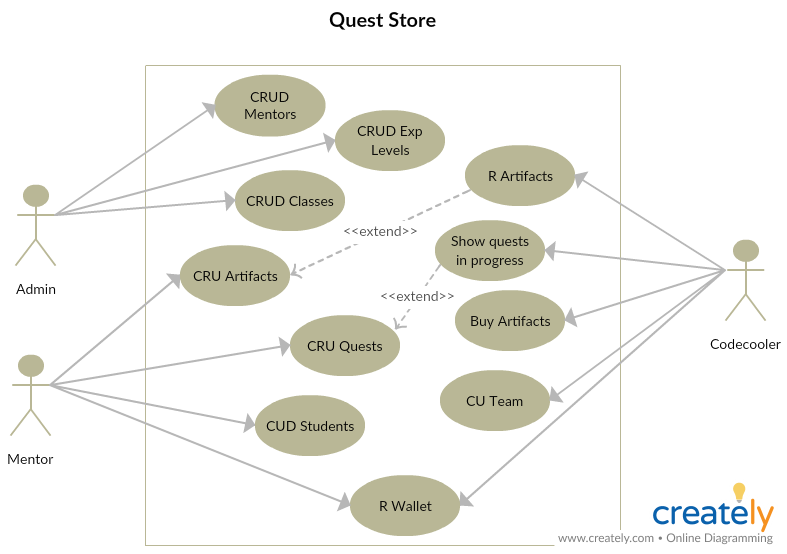 Quest Store
CRUD
Mentors
CRUD Exp
Levels
R Artifacts
CRUD Classes
<<extend>>
Show quests
in progress
CRU Artifacts
Admin
<<extend>>
Buy Artifacts
CRU Quests
Codecooler
CU Team
CUD Students
Mentor
R Wallet
creately
www.creately.com • Online Diagramming